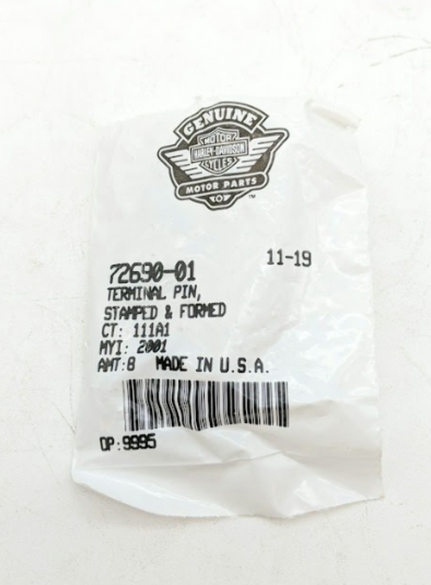 GENUINE
MOTOR
HARLEY-DAVIDSON
CYCLES
MOTOR PARTS
TM
11-19
72690-01
TERMINAL PIN,
STAMPED & FORMED
CT: 111A1
MYI: 2001
AMT:8 MADE IN U.S.A.
OP:9995